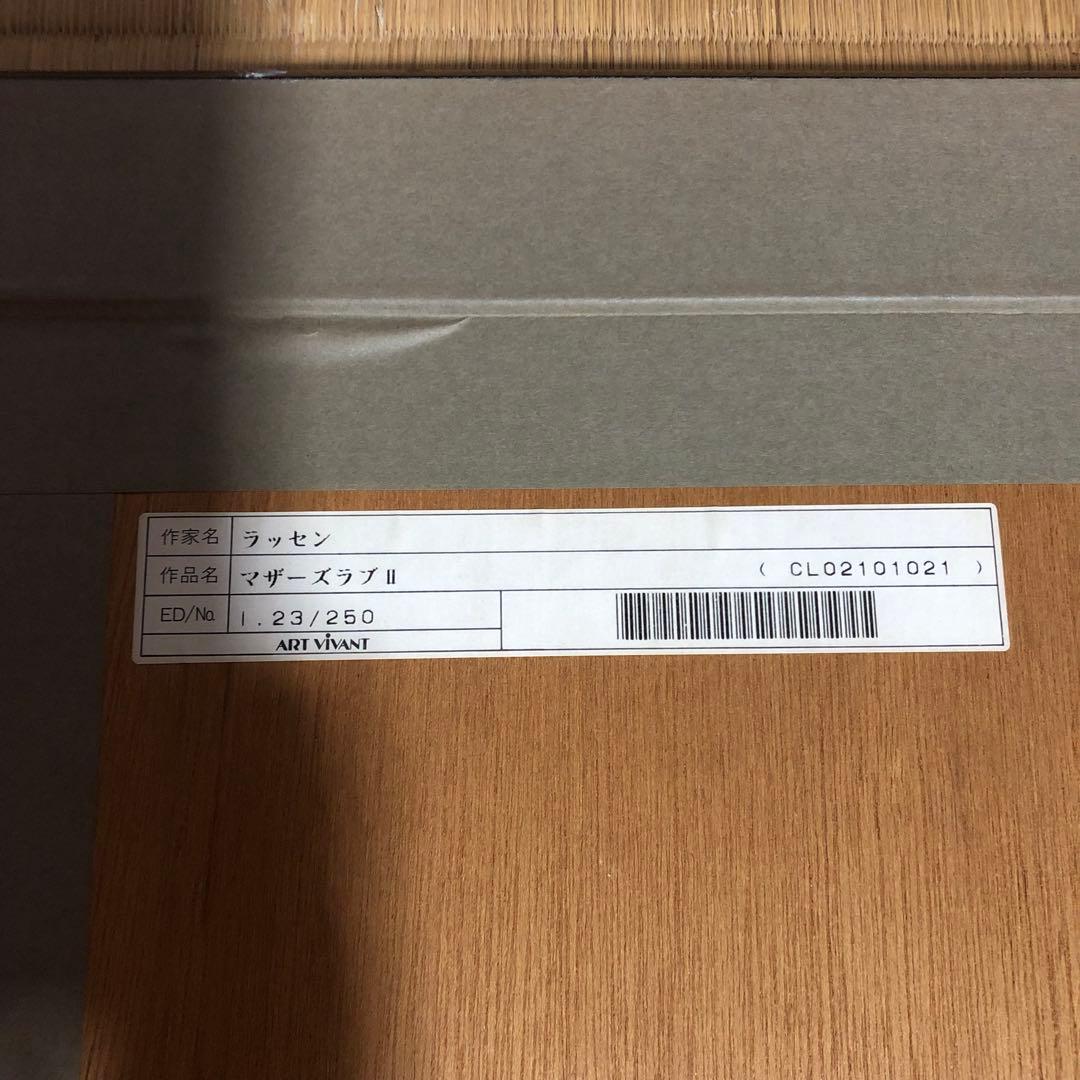 作家名 ラッセン
作品名 マザーズラブⅡ ( CL02101021 )
ED/No. I.23/250
ART ViVANT